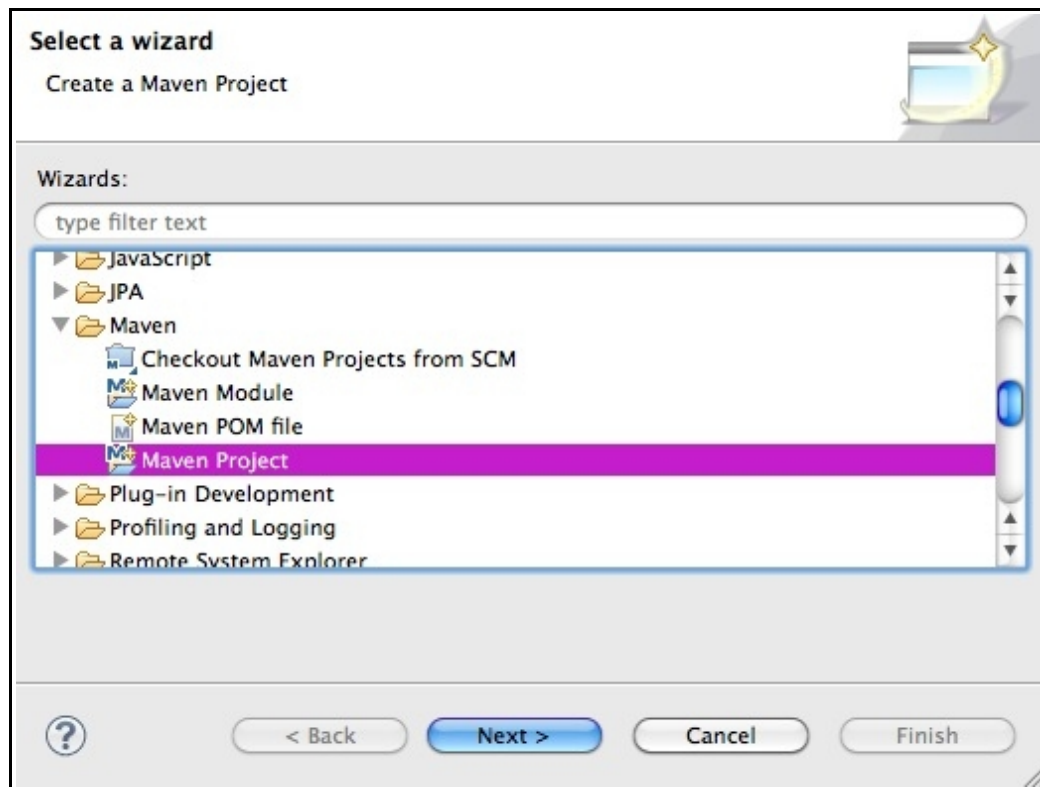 Select a wizard
Create a Maven Project
Wizards:
type filter text
JavaScript
JPA
Maven
Checkout Maven Projects from SCM
Maven Module
Maven POM file
Maven Project
Plug-in Development
Profiling and Logging
Remote System Explorer
? < Back Next > Cancel Finish